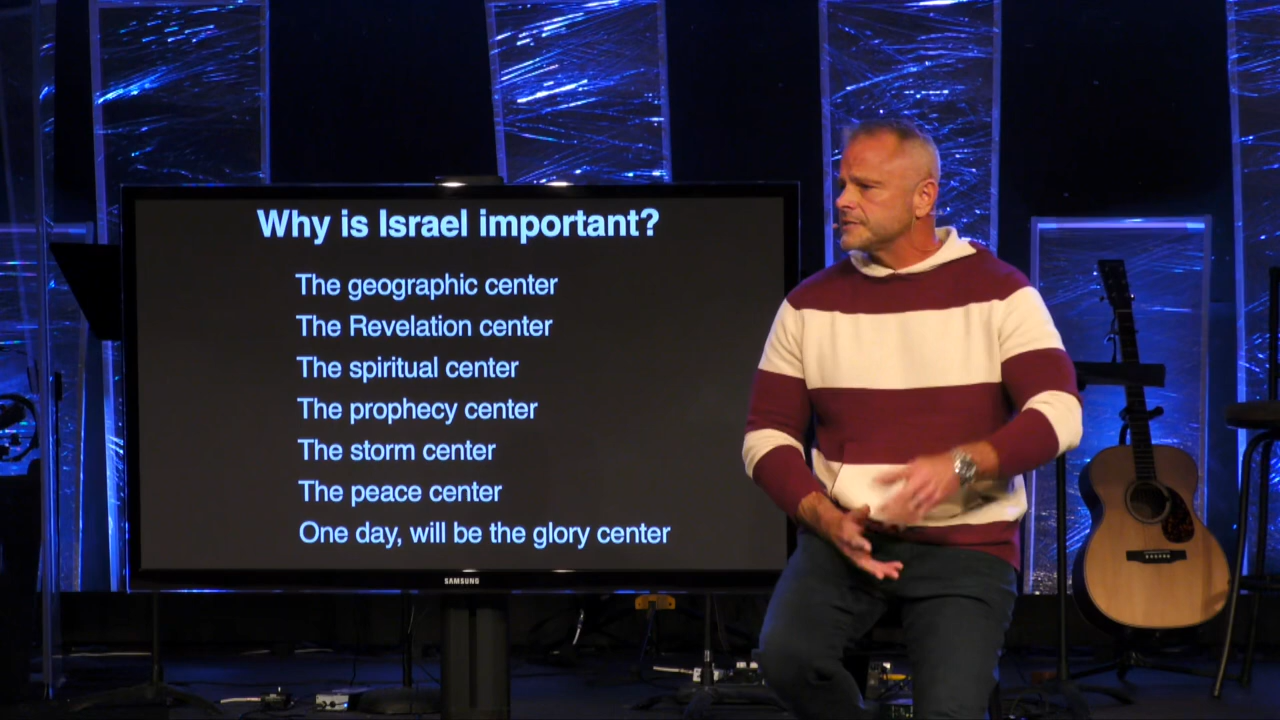 Why is Israel important?
The geographic center
The Revelation center
The spiritual center
The prophecy center
The storm center
The peace center
One day, will be the glory center
SAMSUNG